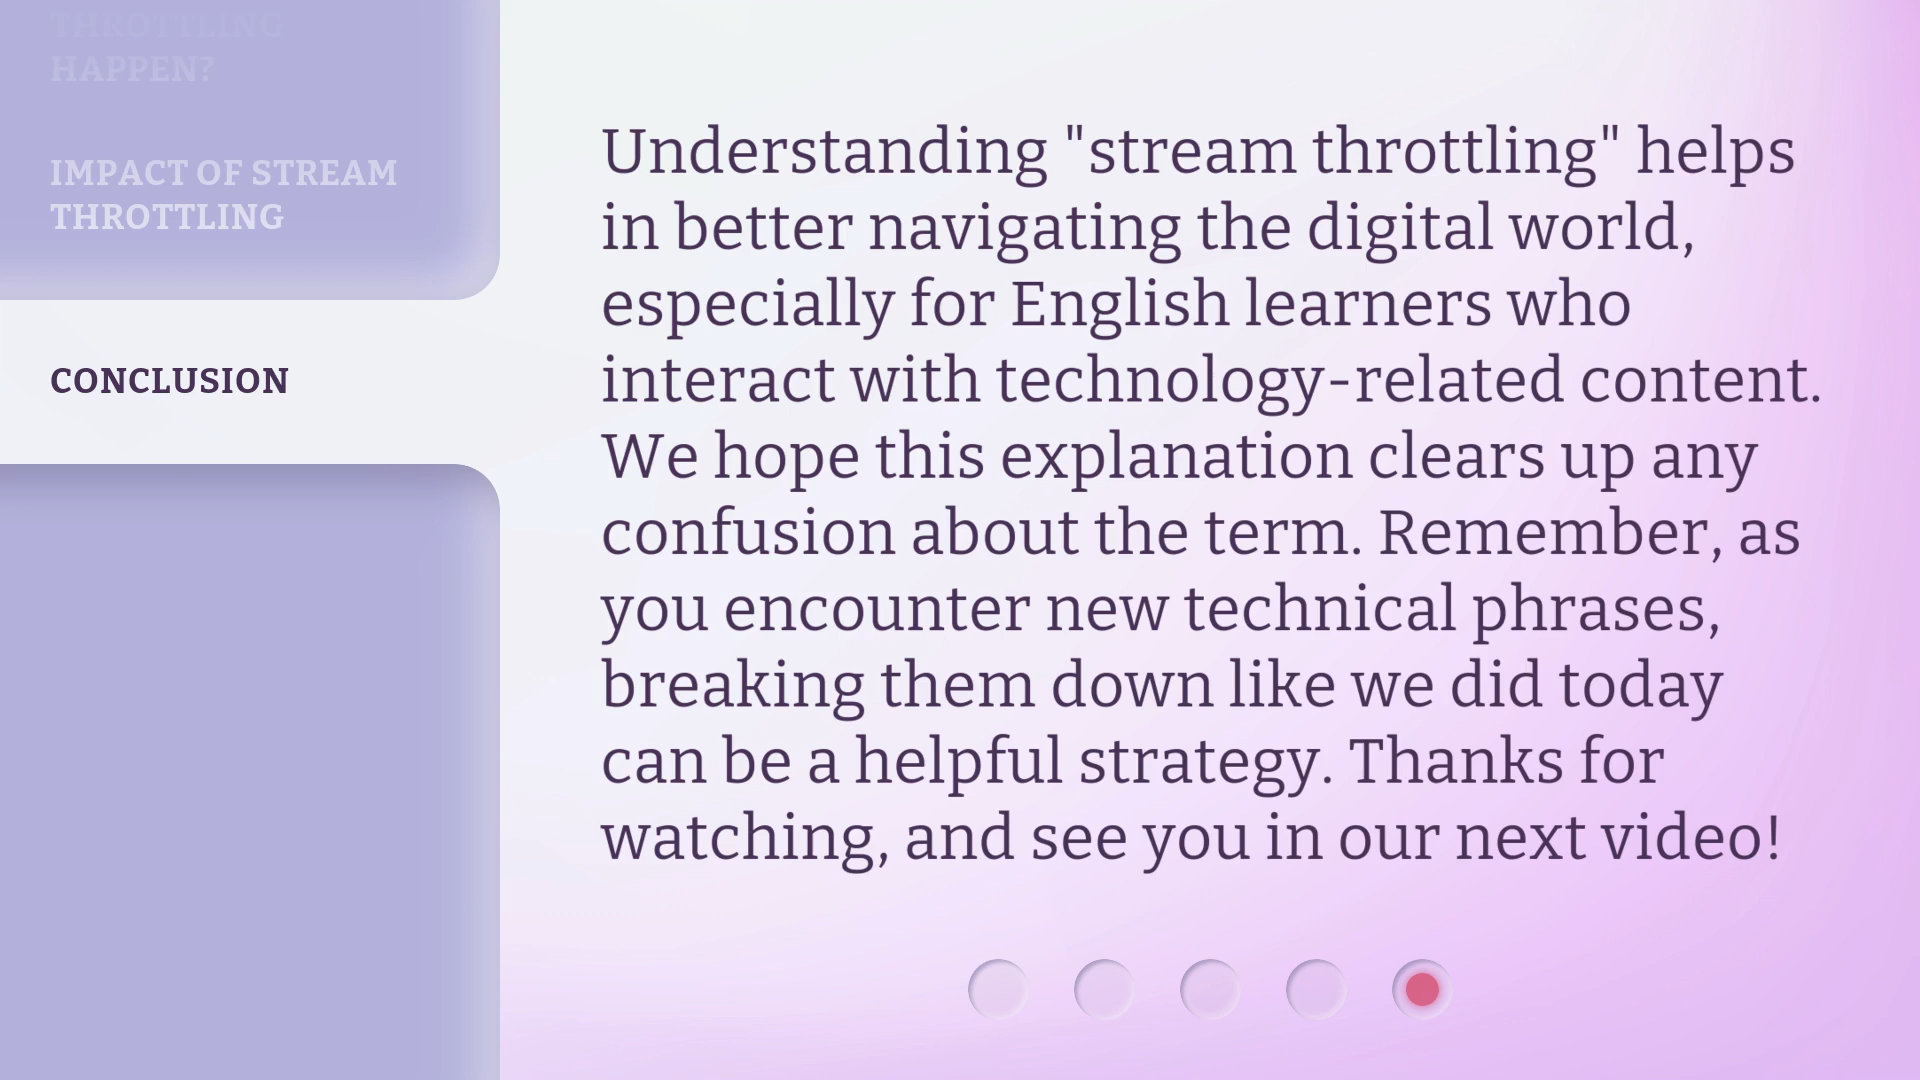 THROTTLING
HAPPEN?
IMPACT OF STREAM
THROTTLING
CONCLUSION
Understanding "stream throttling" helps
in better navigating the digital world,
especially for English learners who
interact with technology-related content.
We hope this explanation clears up any
confusion about the term. Remember, as
you encounter new technical phrases,
breaking them down like we did today
can be a helpful strategy. Thanks for
watching, and see you in our next video!